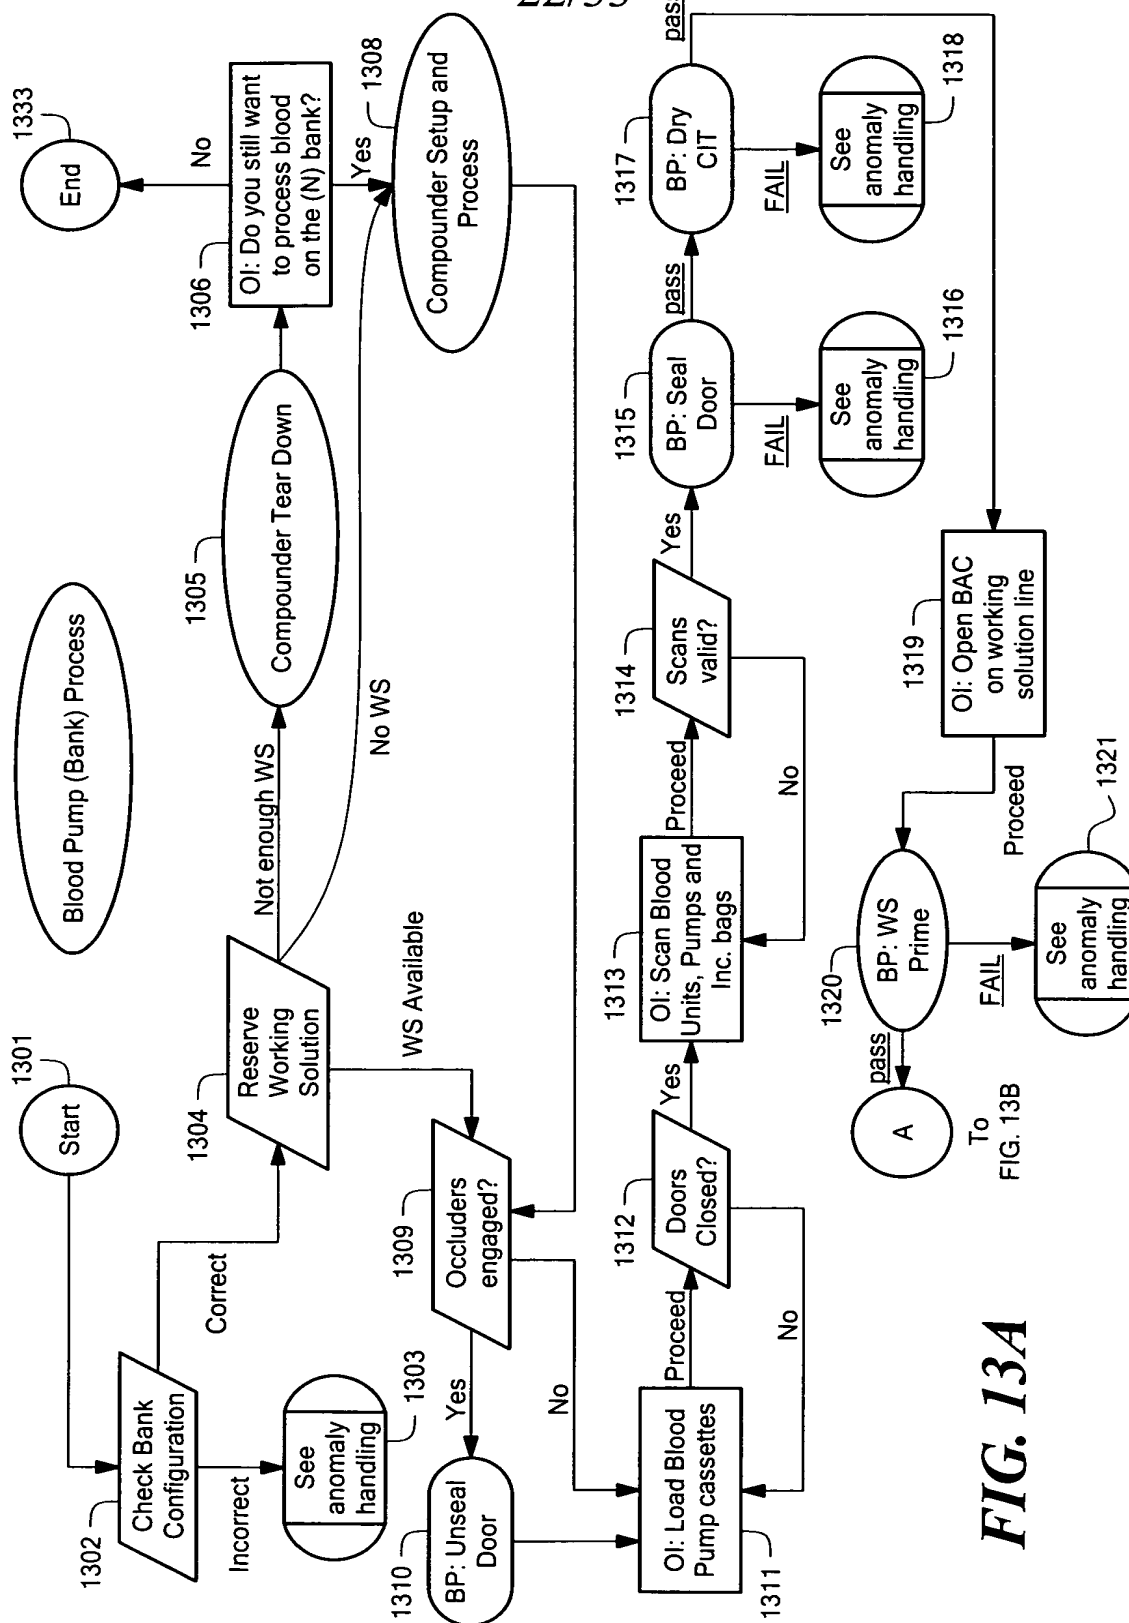 22/55
Blood Pump (Bank) Process
1301
Start
1302
Check Bank
Configuration
Incorrect
Correct
See
anomaly
handling
1303
1304
Reserve
Working
Solution
Not enough WS
No WS
WS Available
1305
Compounder Tear Down
1306
OI: Do you still want
to process blood
on the (N) bank?
No
Yes
1333
End
1308
Compounder Setup and
Process
1309
Occluders
engaged?
Yes
No
1310
BP: Unseal
Door
OI: Load Blood
Pump cassettes
1311
Proceed
1312
Doors
Closed?
Yes
No
1313
OI: Scan Blood
Units, Pumps and
Inc. bags
Proceed
1314
Scans
valid?
Yes
No
1315
BP: Seal
Door
pass
FAIL
See
anomaly
handling
1316
1317
BP: Dry
CIT
pass
FAIL
See
anomaly
handling
1318
1319
OI: Open BAC
on working
solution line
Proceed
1320
BP: WS
Prime
pass
FAIL
See
anomaly
handling
1321
A
To
FIG. 13B
FIG. 13A